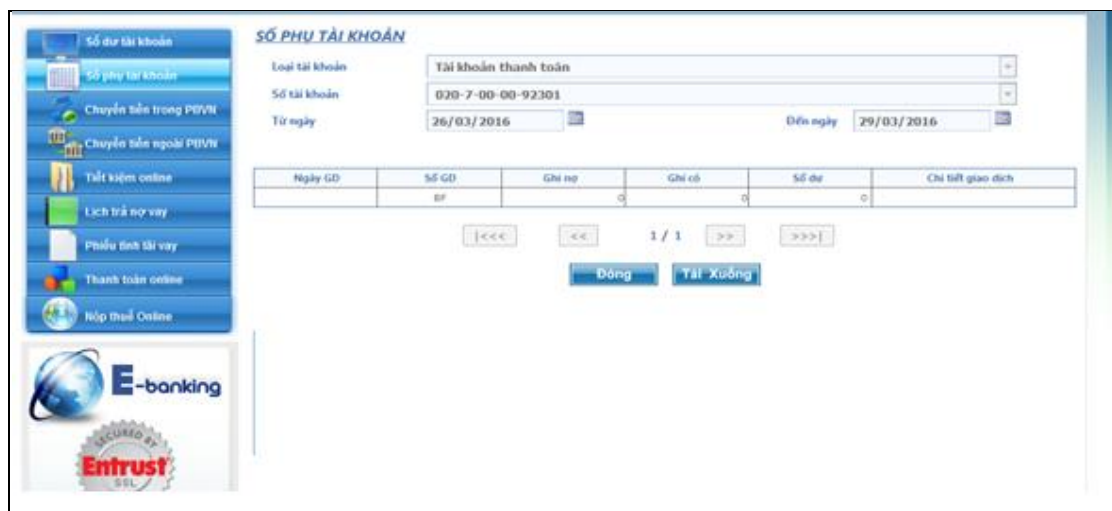 Số dư tài khoản
Sổ phụ tài khoản
Chuyển tiền trong PBVN
Chuyển tiền ngoài PBVN
Tiết kiệm online
Lịch trả nợ vay
Phiếu tính lãi vay
Thanh toán online
Nộp thuế Online
E-banking
SECURED BY
Entrust
SSL
SỔ PHỤ TÀI KHOẢN
Loại tài khoản Tài khoản thanh toán
Số tài khoản 020-7-00-00-92301
Từ ngày 26/03/2016 Đến ngày 29/03/2016
Ngày GD Số GD Ghi nợ Ghi có Số dư Chi tiết giao dịch
BF 0 0 0
|<<< << 1 / 1 >> >>>|
Đóng Tải Xuống